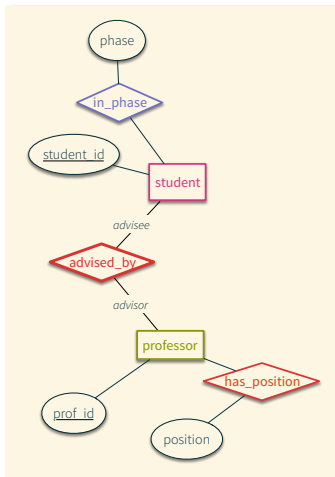 phase
in_phase
student_id
student
advisee
advised_by
advisor
professor
has_position
prof_id
position